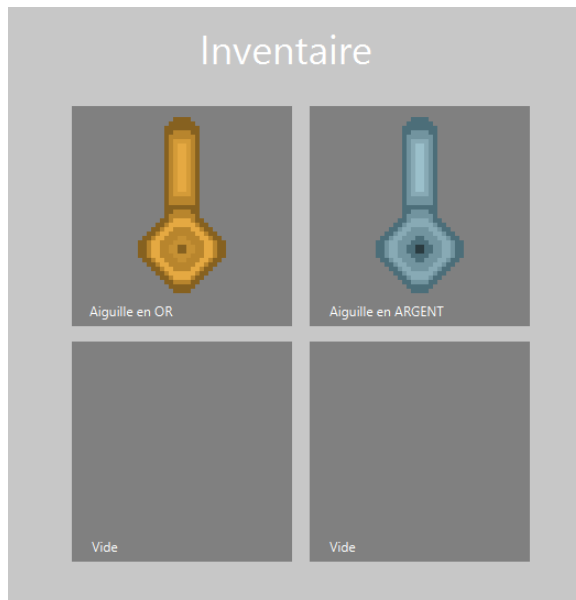 Inventaire
Aiguille en OR
Aiguille en ARGENT
Vide
Vide